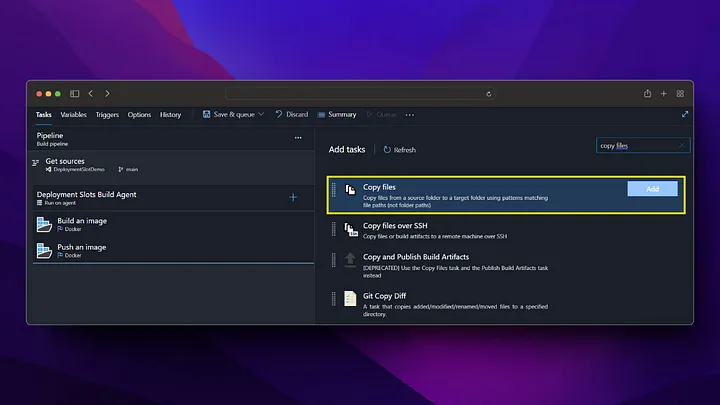 Tasks Variables Triggers Options History Save & queue Discard Summary Queue ...
Pipeline
Build pipeline
Get sources
DeploymentSlotDemo main
Deployment Slots Build Agent
Run on agent
Build an image
Docker
Push an image
Docker
Add tasks Refresh
copy files
Copy files
Copy files from a source folder to a target folder using patterns matching
file paths (not folder paths)
Add
Copy files over SSH
Copy files or build artifacts to a remote machine over SSH
Copy and Publish Build Artifacts
[DEPRECATED] Use the Copy Files task and the Publish Build Artifacts task
instead
Git Copy Diff
A task that copies added/modified/renamed/moved files to a specified
directory.